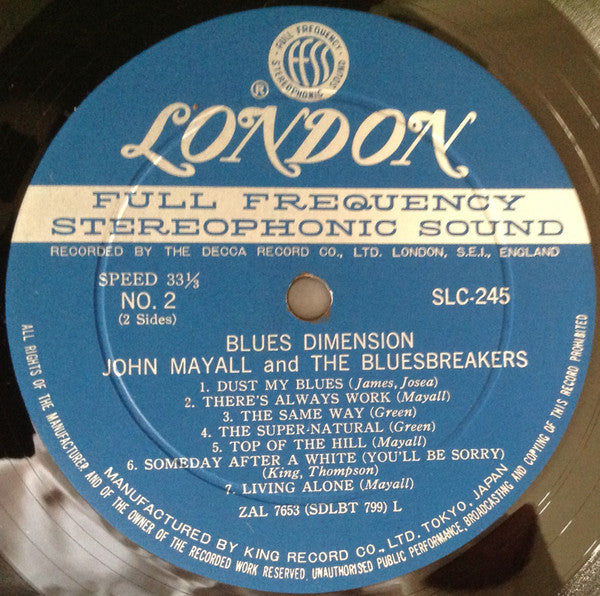 FULL FREQUENCY
ffss
STEREOPHONIC SOUND
®
LONDON
FULL FREQUENCY
STEREOPHONIC SOUND
RECORDED BY THE DECCA RECORD CO., LTD. LONDON, S.E.I., ENGLAND
SPEED 33⅓
NO. 2
SLC-245
(2 Sides)
BLUES DIMENSION
JOHN MAYALL and THE BLUESBREAKERS
1. DUST MY BLUES (James, Josea)
2. THERE'S ALWAYS WORK (Mayall)
3. THE SAME WAY (Green)
4. THE SUPER-NATURAL (Green)
5. TOP OF THE HILL (Mayall)
6. SOMEDAY AFTER A WHITE (YOU'LL BE SORRY)
(King, Thompson)
7. LIVING ALONE (Mayall)
ZAL 7653 (SDLBT 799) L
MANUFACTURED BY KING RECORD CO., LTD. TOKYO, JAPAN
ALL RIGHTS OF THE MANUFACTURER AND OF THE OWNER OF THE RECORDED WORK RESERVED. UNAUTHORISED PUBLIC PERFORMANCE, BROADCASTING AND COPYING OF THIS RECORD PROHIBITED